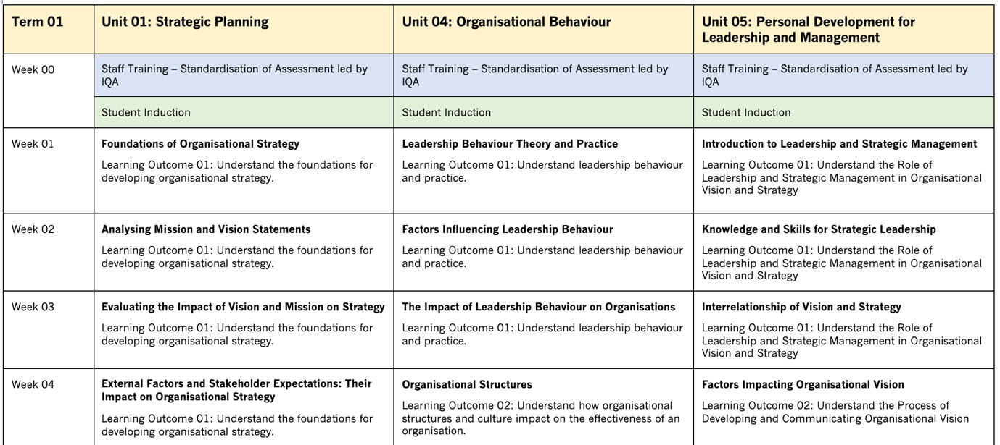 Term 01
Unit 01: Strategic Planning
Unit 04: Organisational Behaviour
Unit 05: Personal Development for
Leadership and Management
Week 00
Staff Training – Standardisation of Assessment led by
IQA
Staff Training – Standardisation of Assessment led by
IQA
Staff Training – Standardisation of Assessment led by
IQA
Student Induction
Student Induction
Student Induction
Week 01
Foundations of Organisational Strategy
Learning Outcome 01: Understand the foundations for
developing organisational strategy.
Leadership Behaviour Theory and Practice
Learning Outcome 01: Understand leadership behaviour
and practice.
Introduction to Leadership and Strategic Management
Learning Outcome 01: Understand the Role of
Leadership and Strategic Management in Organisational
Vision and Strategy
Week 02
Analysing Mission and Vision Statements
Learning Outcome 01: Understand the foundations for
developing organisational strategy.
Factors Influencing Leadership Behaviour
Learning Outcome 01: Understand leadership behaviour
and practice.
Knowledge and Skills for Strategic Leadership
Learning Outcome 01: Understand the Role of
Leadership and Strategic Management in Organisational
Vision and Strategy
Week 03
Evaluating the Impact of Vision and Mission on Strategy
Learning Outcome 01: Understand the foundations for
developing organisational strategy.
The Impact of Leadership Behaviour on Organisations
Learning Outcome 01: Understand leadership behaviour
and practice.
Interrelationship of Vision and Strategy
Learning Outcome 01: Understand the Role of
Leadership and Strategic Management in Organisational
Vision and Strategy
Week 04
External Factors and Stakeholder Expectations: Their
Impact on Organisational Strategy
Learning Outcome 01: Understand the foundations for
developing organisational strategy.
Organisational Structures
Learning Outcome 02: Understand how organisational
structures and culture impact on the effectiveness of an
organisation.
Factors Impacting Organisational Vision
Learning Outcome 02: Understand the Process of
Developing and Communicating Organisational Vision